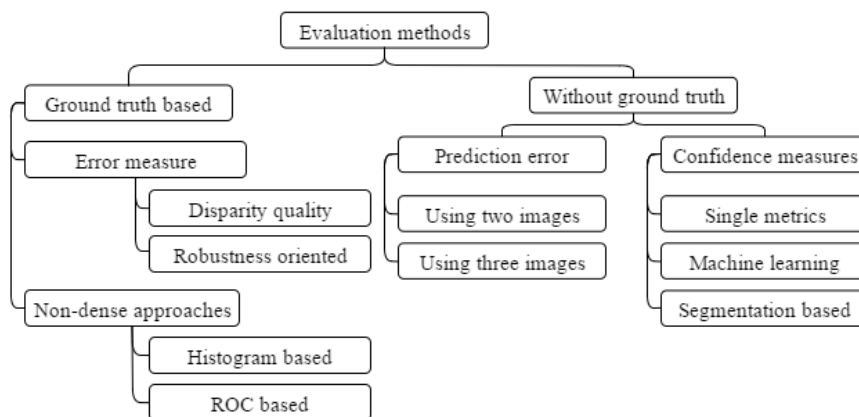 Evaluation methods
Ground truth based
Error measure
Disparity quality
Robustness oriented
Non-dense approaches
Histogram based
ROC based
Without ground truth
Prediction error
Using two images
Using three images
Confidence measures
Single metrics
Machine learning
Segmentation based